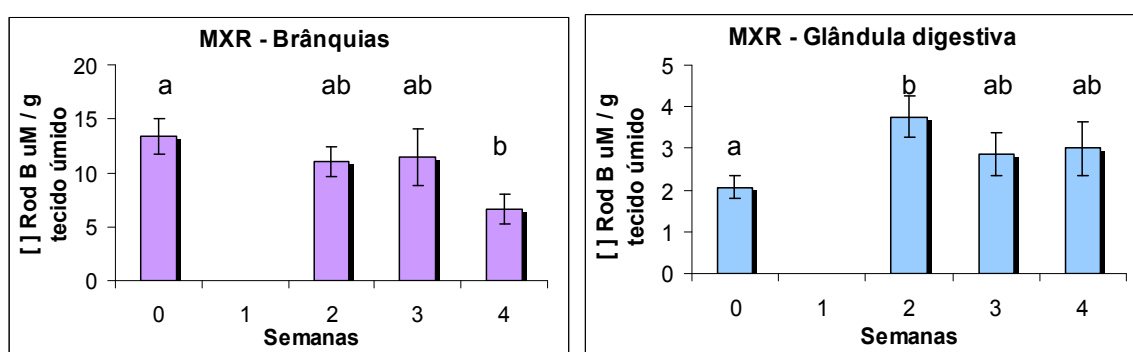 MXR - Brânquias
[ ] Rod B uM / g
tecido úmido
20
15
10
5
0
a
ab
ab
b
0 1 2 3 4
Semanas
MXR - Glândula digestiva
[ ] Rod B uM / g
tecido úmido
5
4
3
2
1
0
a
b
ab
ab
0 1 2 3 4
Semanas